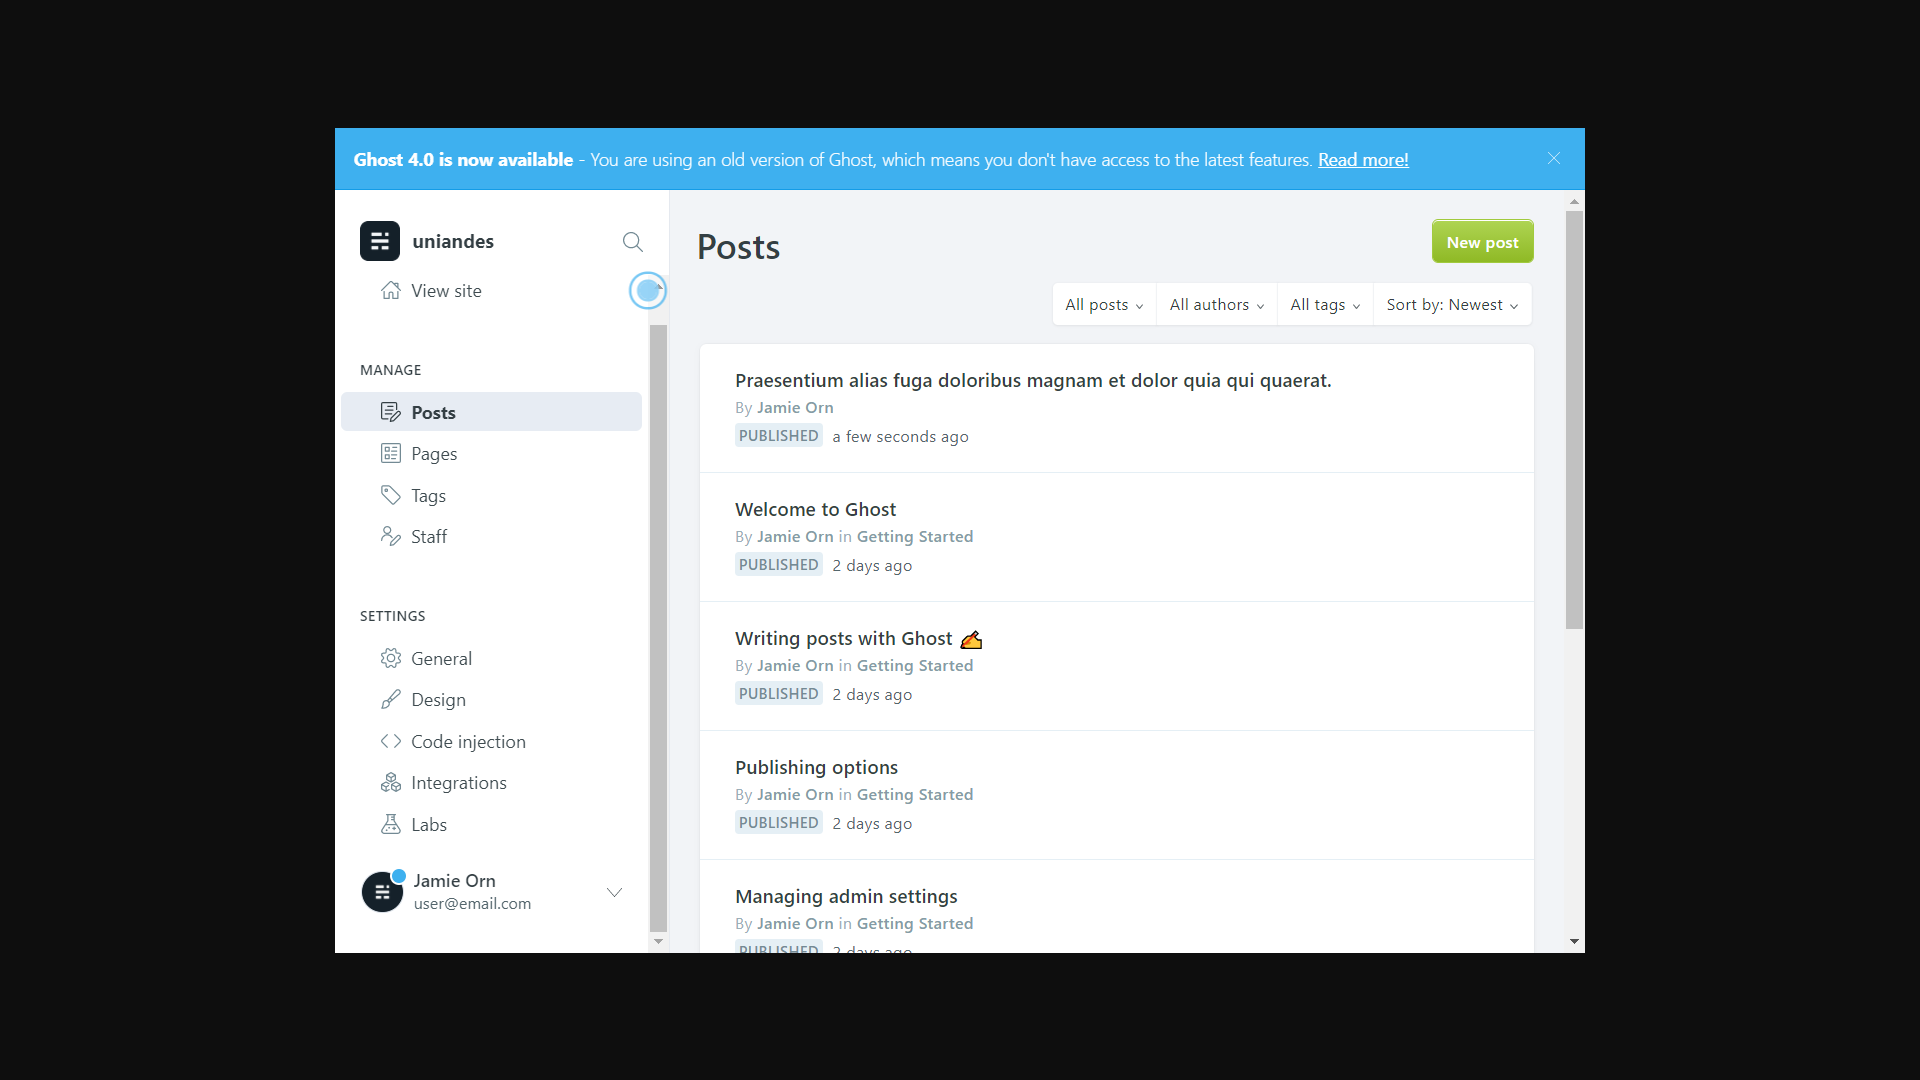 Ghost 4.0 is now available - You are using an old version of Ghost, which means you don't have access to the latest features. Read more!
uniandes
View site
MANAGE
Posts
Pages
Tags
Staff
SETTINGS
General
Design
Code injection
Integrations
Labs
Jamie Orn
user@email.com
Posts
New post
All posts
All authors
All tags
Sort by: Newest
Praesentium alias fuga doloribus magnam et dolor quia qui quaerat.
By Jamie Orn
PUBLISHED a few seconds ago
Welcome to Ghost
By Jamie Orn in Getting Started
PUBLISHED 2 days ago
Writing posts with Ghost ✍️
By Jamie Orn in Getting Started
PUBLISHED 2 days ago
Publishing options
By Jamie Orn in Getting Started
PUBLISHED 2 days ago
Managing admin settings
By Jamie Orn in Getting Started
PUBLISHED 2 days ago